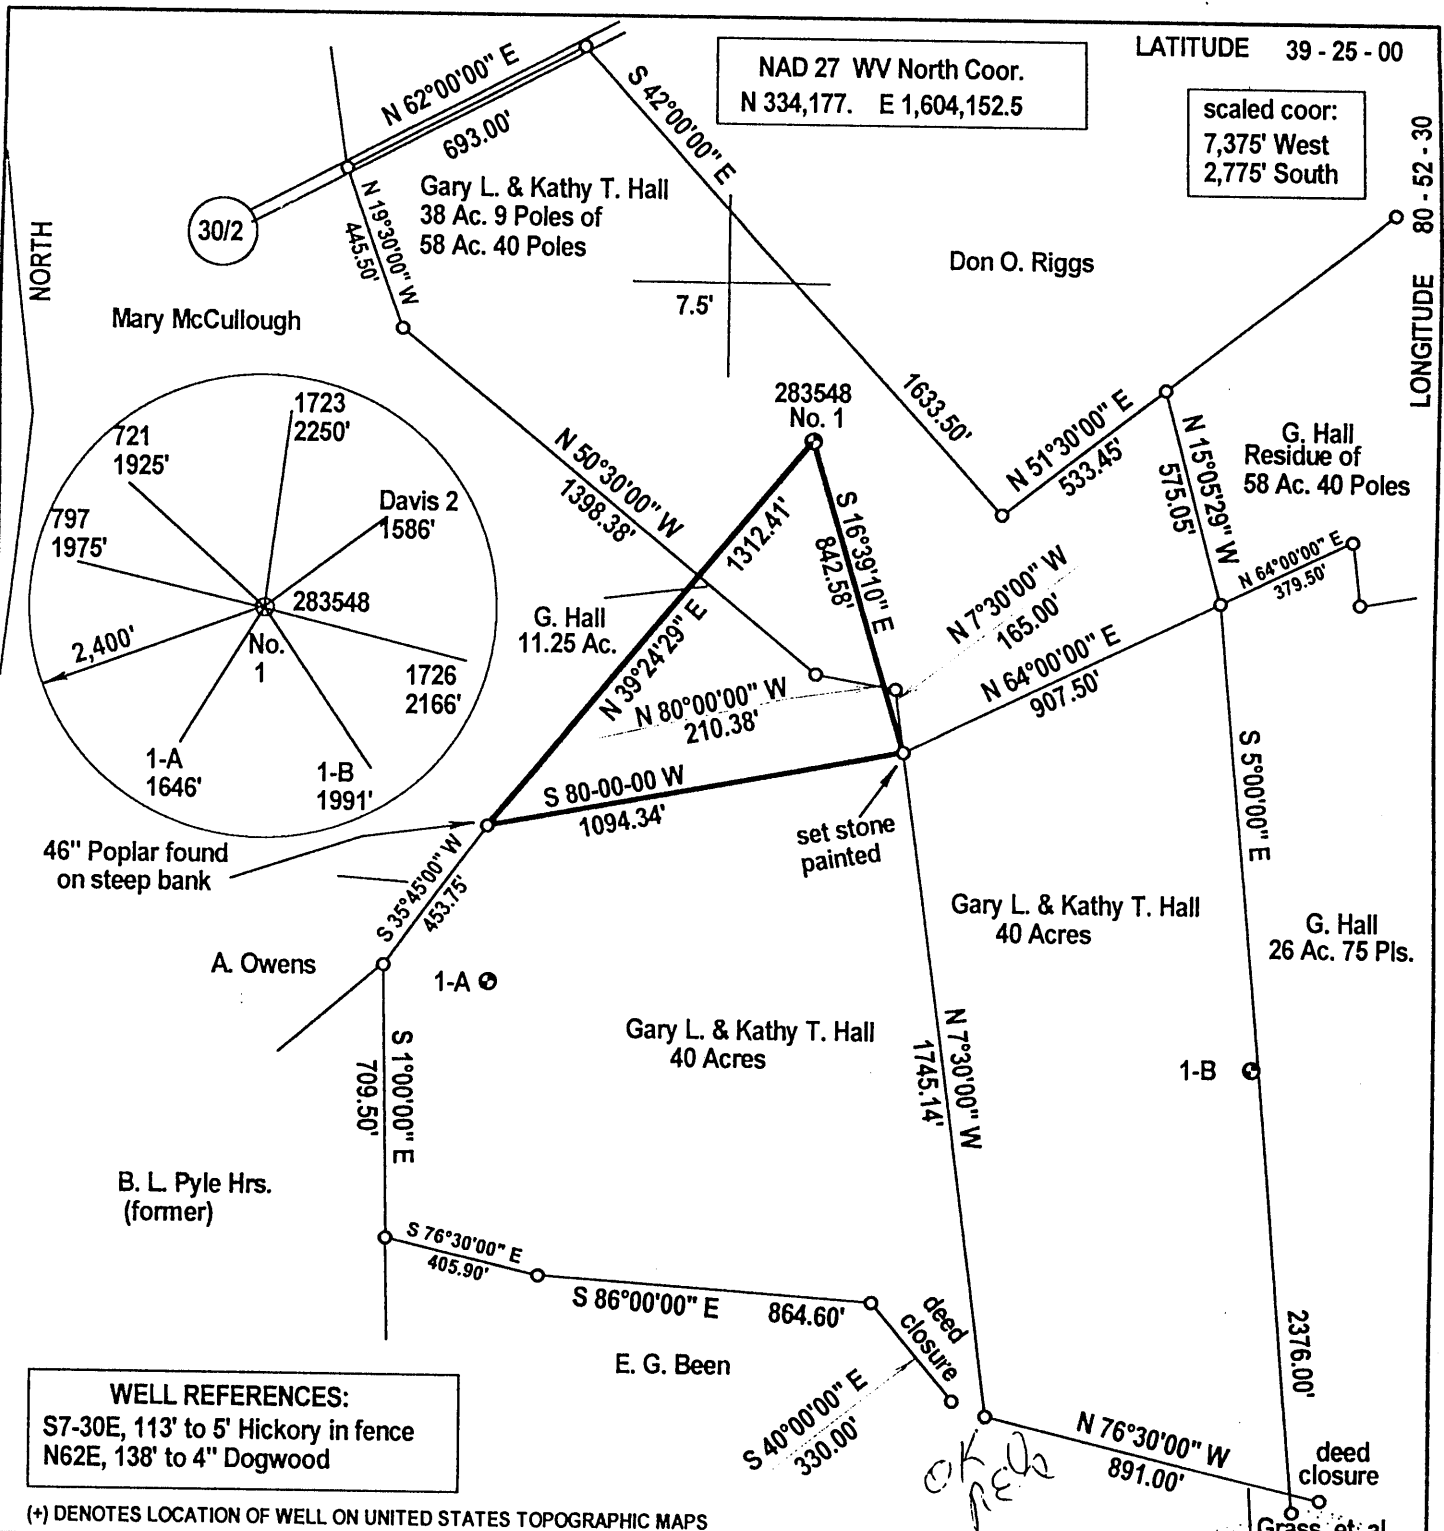 LATITUDE 39 - 25 - 00
NAD 27 WV North Coor.
N 334,177. E 1,604,152.5
scaled coor:
7,375' West
2,775' South
LONGITUDE 80 - 52 - 30
NORTH
N 62°00'00" E
693.00'
S 42°00'00" E
1633.50'
30/2
N 19°30'00" W
445.50'
Gary L. & Kathy T. Hall
38 Ac. 9 Poles of
58 Ac. 40 Poles
7.5'
Don O. Riggs
Mary McCullough
283548
No. 1
N 50°30'00" W
1398.38'
N 51°30'00" E
533.45'
N 15°05'29" W
575.05'
G. Hall
Residue of
58 Ac. 40 Poles
N 64°00'00" E
379.50'
1723
2250'
721
1925'
797
1975'
Davis 2
1586'
283548
No.
1
2,400'
1726
2166'
1-A
1646'
1-B
1991'
1312.41'
N 39°24'29" E
S 16°39'10" E
842.58'
N 7°30'00" W
165.00'
G. Hall
11.25 Ac.
N 80°00'00" W
210.38'
N 64°00'00" E
907.50'
S 80-00-00 W
1094.34'
set stone
painted
46" Poplar found
on steep bank
S 35°45'00" W
453.75'
S 5°00'00" E
2376.00'
A. Owens
1-A
Gary L. & Kathy T. Hall
40 Acres
G. Hall
26 Ac. 75 Pls.
Gary L. & Kathy T. Hall
40 Acres
N 7°30'00" W
1745.14'
1-B
S 1°00'00" E
709.50'
B. L. Pyle Hrs.
(former)
S 76°30'00" E
405.90'
S 86°00'00" E 864.60'
deed
closure
E. G. Been
S 40°00'00" E
330.00'
N 76°30'00" W
891.00'
deed
closure
Grass, et al
OK
WELL REFERENCES:
S7-30E, 113' to 5' Hickory in fence
N62E, 138' to 4" Dogwood
(+) DENOTES LOCATION OF WELL ON UNITED STATES TOPOGRAPHIC MAPS